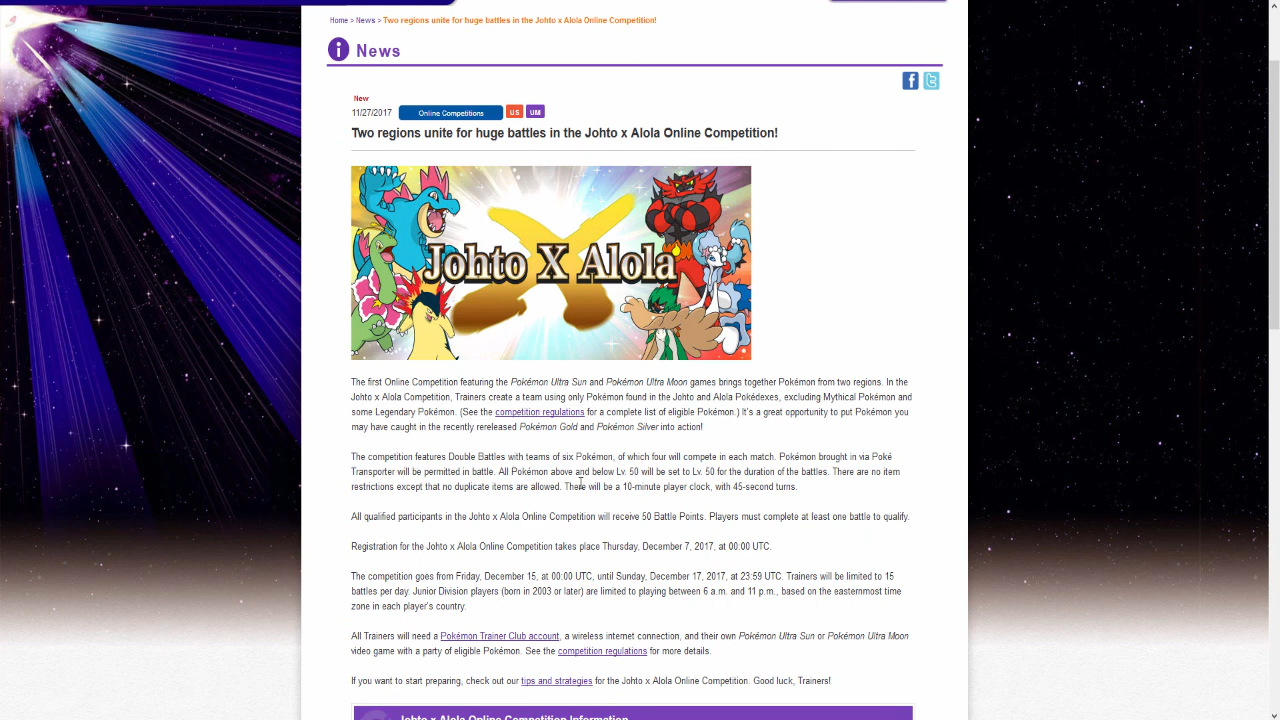 Home > News > Two regions unite for huge battles in the Johto x Alola Online Competition!
i News
f t
New
11/27/2017 Online Competitions US UM
Two regions unite for huge battles in the Johto x Alola Online Competition!
Johto X Alola
The first Online Competition featuring the Pokémon Ultra Sun and Pokémon Ultra Moon games brings together Pokémon from two regions. In the
Johto x Alola Competition, Trainers create a team using only Pokémon found in the Johto and Alola Pokédexes, excluding Mythical Pokémon and
some Legendary Pokémon. (See the competition regulations for a complete list of eligible Pokémon.) It's a great opportunity to put Pokémon you
may have caught in the recently rereleased Pokémon Gold and Pokémon Silver into action!
The competition features Double Battles with teams of six Pokémon, of which four will compete in each match. Pokémon brought in via Poké
Transporter will be permitted in battle. All Pokémon above and below Lv. 50 will be set to Lv. 50 for the duration of the battles. There are no item
restrictions except that no duplicate items are allowed. There will be a 10-minute player clock, with 45-second turns.
All qualified participants in the Johto x Alola Online Competition will receive 50 Battle Points. Players must complete at least one battle to qualify.
Registration for the Johto x Alola Online Competition takes place Thursday, December 7, 2017, at 00:00 UTC.
The competition goes from Friday, December 15, at 00:00 UTC, until Sunday, December 17, 2017, at 23:59 UTC. Trainers will be limited to 15
battles per day. Junior Division players (born in 2003 or later) are limited to playing between 6 a.m. and 11 p.m., based on the easternmost time
zone in each player's country.
All Trainers will need a Pokémon Trainer Club account, a wireless internet connection, and their own Pokémon Ultra Sun or Pokémon Ultra Moon
video game with a party of eligible Pokémon. See the competition regulations for more details.
If you want to start preparing, check out our tips and strategies for the Johto x Alola Online Competition. Good luck, Trainers!
Johto x Alola Online Competition Information